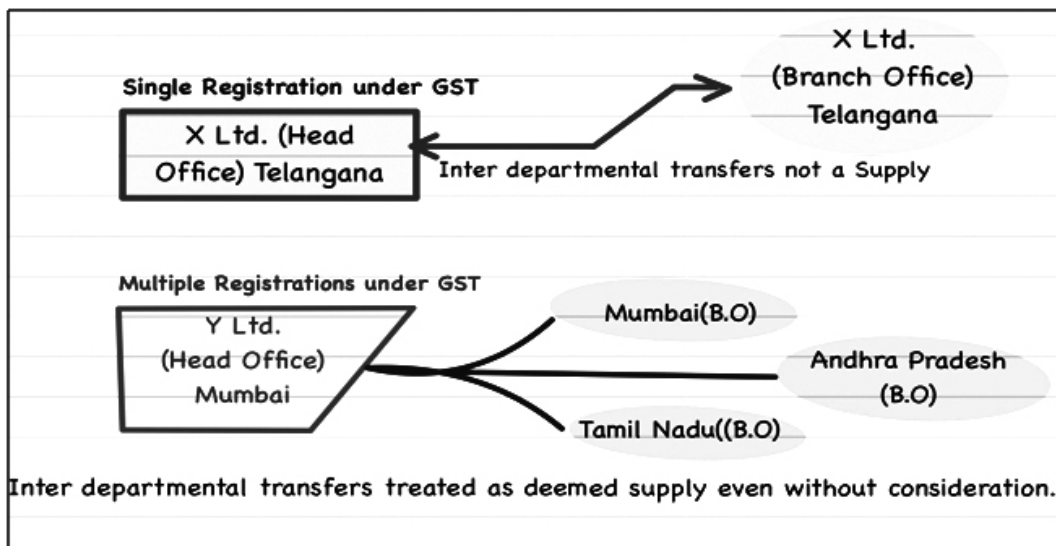 X Ltd.
(Branch Office)
Telangana
Single Registration under GST
X Ltd. (Head
Office) Telangana
Inter departmental transfers not a Supply
Multiple Registrations under GST
Y Ltd.
(Head Office)
Mumbai
Mumbai(B.O)
Andhra Pradesh
(B.O)
Tamil Nadu((B.O)
Inter departmental transfers treated as deemed supply even without consideration.